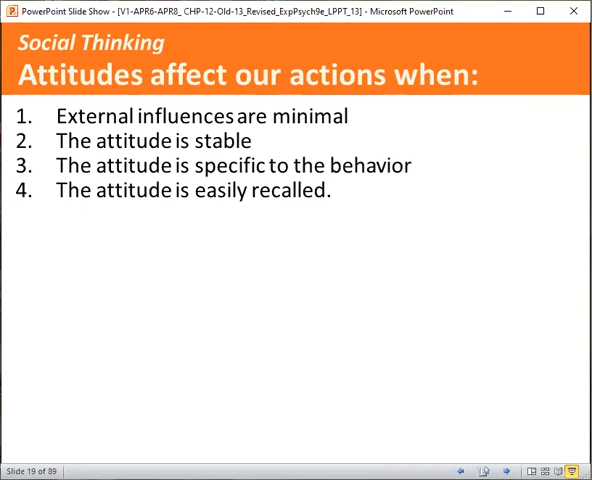 PowerPoint Slide Show - [V1-APR6-APR8_ CHP-12-Old-13_Revised_ExpPsych9e_LPPT_13] - Microsoft PowerPoint
Social Thinking
Attitudes affect our actions when:
1. External influences are minimal
2. The attitude is stable
3. The attitude is specific to the behavior
4. The attitude is easily recalled.
Slide 19 of 89